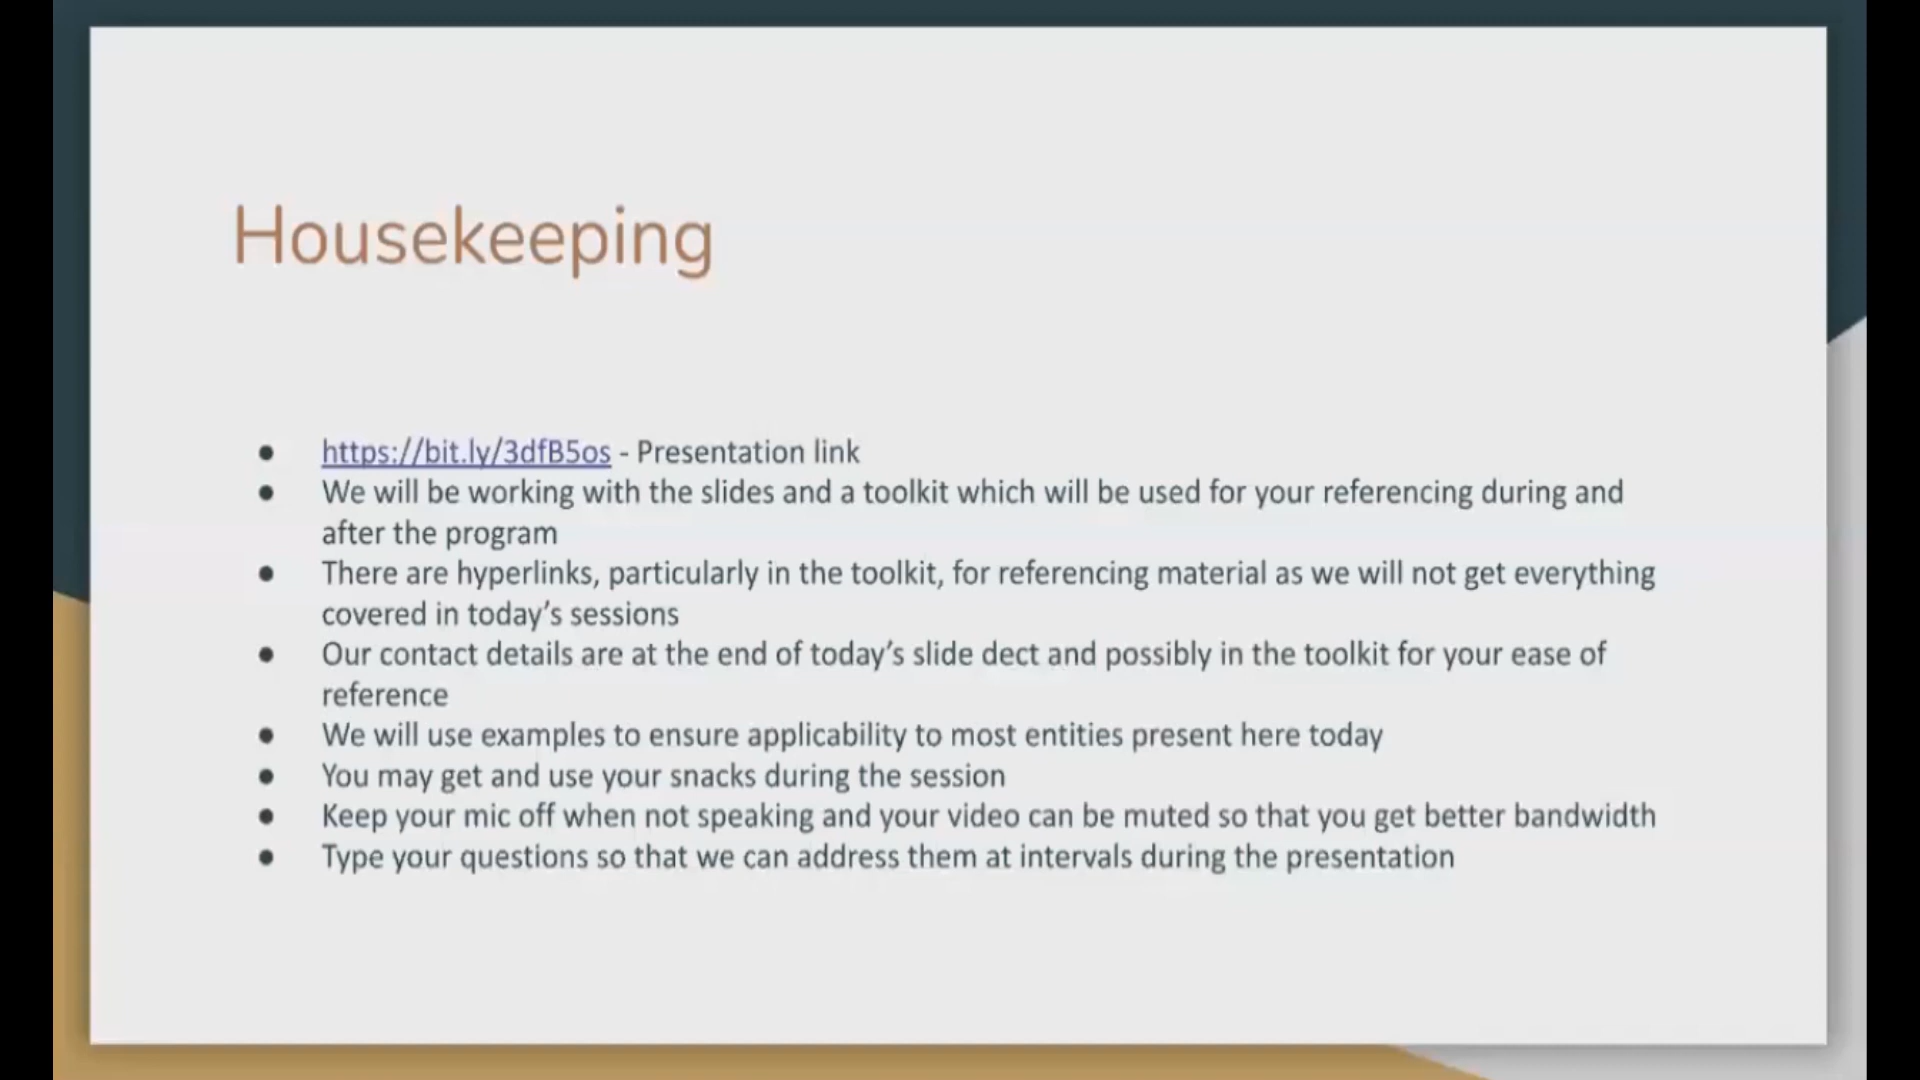 Housekeeping
● https://bit.ly/3dfB5os - Presentation link
● We will be working with the slides and a toolkit which will be used for your referencing during and
after the program
● There are hyperlinks, particularly in the toolkit, for referencing material as we will not get everything
covered in today's sessions
● Our contact details are at the end of today's slide dect and possibly in the toolkit for your ease of
reference
● We will use examples to ensure applicability to most entities present here today
● You may get and use your snacks during the session
● Keep your mic off when not speaking and your video can be muted so that you get better bandwidth
● Type your questions so that we can address them at intervals during the presentation